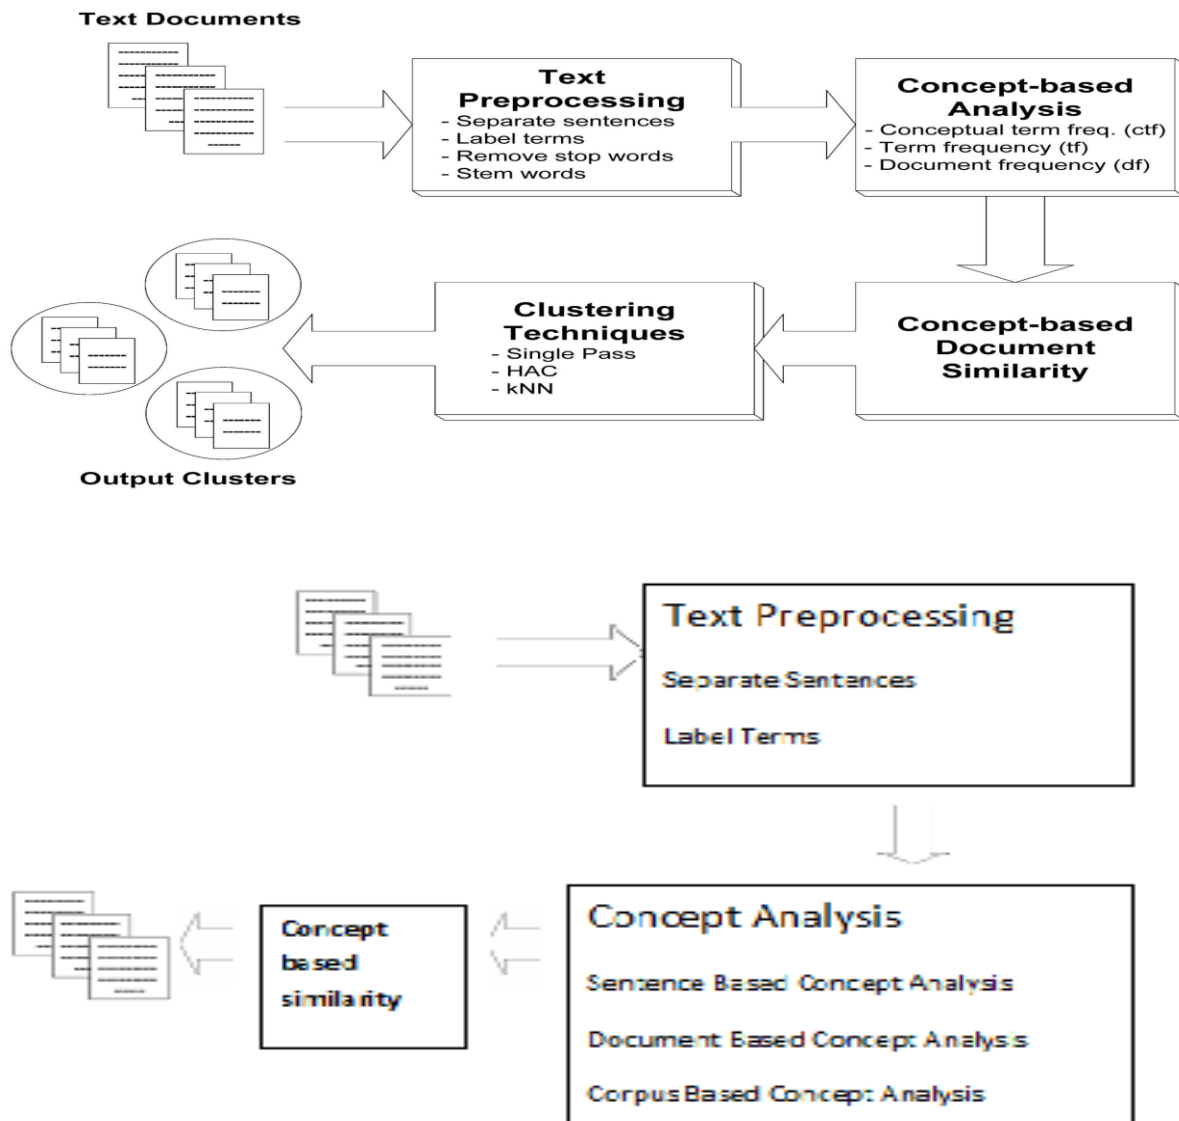 Text Documents
Text
Preprocessing
- Separate sentences
- Label terms
- Remove stop words
- Stem words
Concept-based
Analysis
- Conceptual term freq. (ctf)
- Term frequency (tf)
- Document frequency (df)
Clustering
Techniques
- Single Pass
- HAC
- kNN
Concept-based
Document
Similarity
Output Clusters
Text Preprocessing
Separate Sentences
Label Terms
Concept
based
similarity
Concept Analysis
Sentence Based Concept Analysis
Document Based Concept Analysis
Corpus Based Concept Analysis